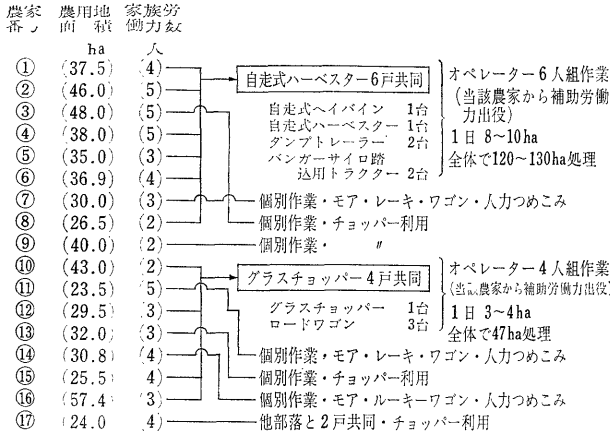 農家 農用地 家族労
番号 面積 働力数
ha 人
① (37.5) (4)
② (46.0) (5)
③ (48.0) (5)
④ (38.0) (5)
⑤ (35.0) (3)
⑥ (36.9) (4)
⑦ (30.0) (3) 個別作業・モア・レーキ・ワゴン・人力つめこみ
⑧ (26.5) (2) 個別作業・チョッパー利用
⑨ (40.0) (2) 個別作業・ 〃
⑩ (43.0) (2)
⑪ (23.5) (5)
⑫ (29.5) (3)
⑬ (32.0) (3)
⑭ (30.8) (4) 個別作業・モア・レーキ・ワゴン・人力つめこみ
⑮ (25.5) 4) 個別作業・チョッパー利用
⑯ (57.4) (3) 個別作業・モア・ルーキーワゴン・人力つめこみ
⑰ (24.0 4) 他部落と2戸共同・チョッパー利用
自走式ハーベスター6戸共同
自走式ヘイバイン 1台
自走式ハーベスター 1台
ダンプトレーラー 2台
バンガーサイロ踏
込用トラクター 2台
オペレーター6人組作業
(当該農家から補助労働
力出役)
1日 8~10ha
全体で120~130ha処理
グラスチョッパー4戸共同
グラスチョッパー 1台
ロードワゴン 3台
オペレーター4人組作業
(当該農家から補助労働力出役)
1日 3~4ha
全体で47ha処理